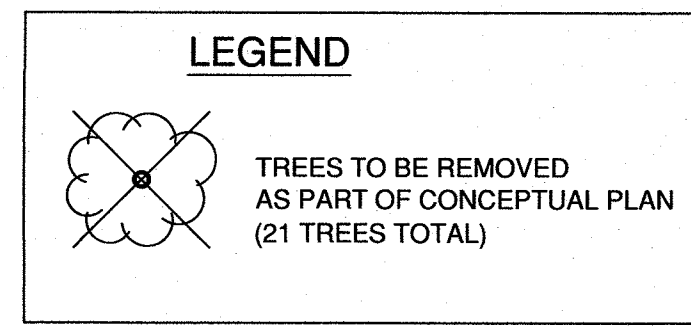 LEGEND
TREES TO BE REMOVED
AS PART OF CONCEPTUAL PLAN
(21 TREES TOTAL)